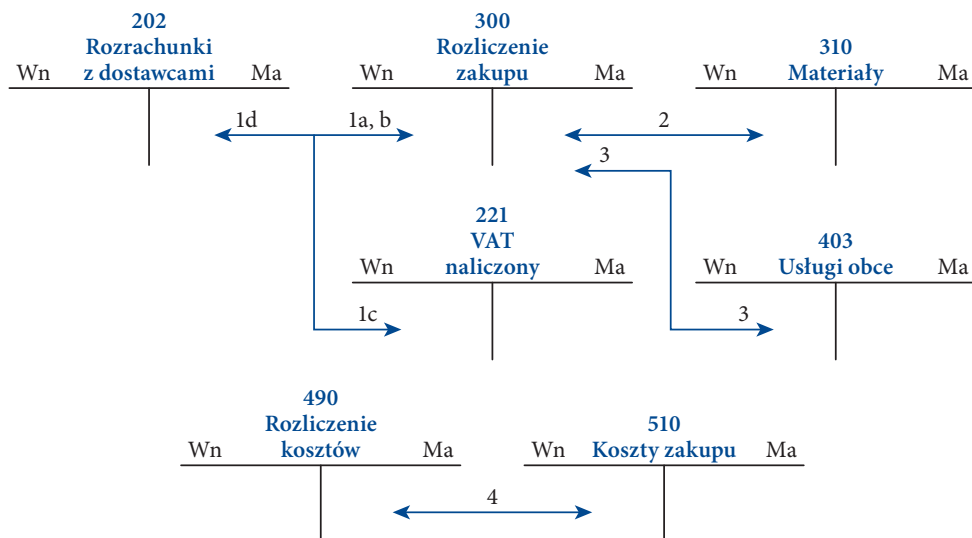 202
Rozrachunki
z dostawcami
Wn
Ma
300
Rozliczenie
zakupu
Wn
Ma
310
Materiały
Wn
Ma
1d
1a, b
2
3
221
VAT
naliczony
Wn
Ma
403
Usługi obce
Wn
Ma
1c
3
490
Rozliczenie
kosztów
Wn
Ma
510
Koszty zakupu
Wn
Ma
4